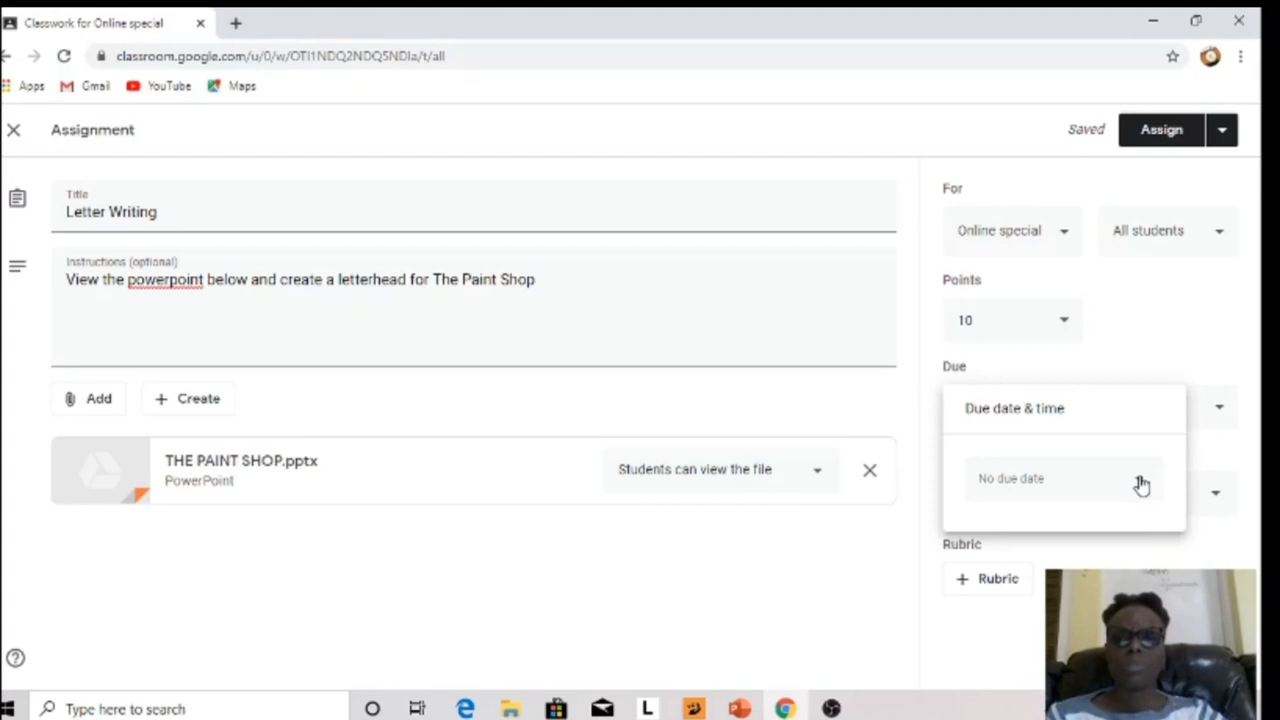 Classwork for Online special
classroom.google.com/u/0/w/OTI1NDQ2NDQ5NDIa/t/all
Apps Gmail YouTube Maps
Assignment
Saved
Assign
Title
Letter Writing
Instructions (optional)
View the powerpoint below and create a letterhead for The Paint Shop
Add
Create
THE PAINT SHOP.pptx
PowerPoint
Students can view the file
For
Online special
All students
Points
10
Due
Due date & time
No due date
Rubric
+ Rubric
Type here to search